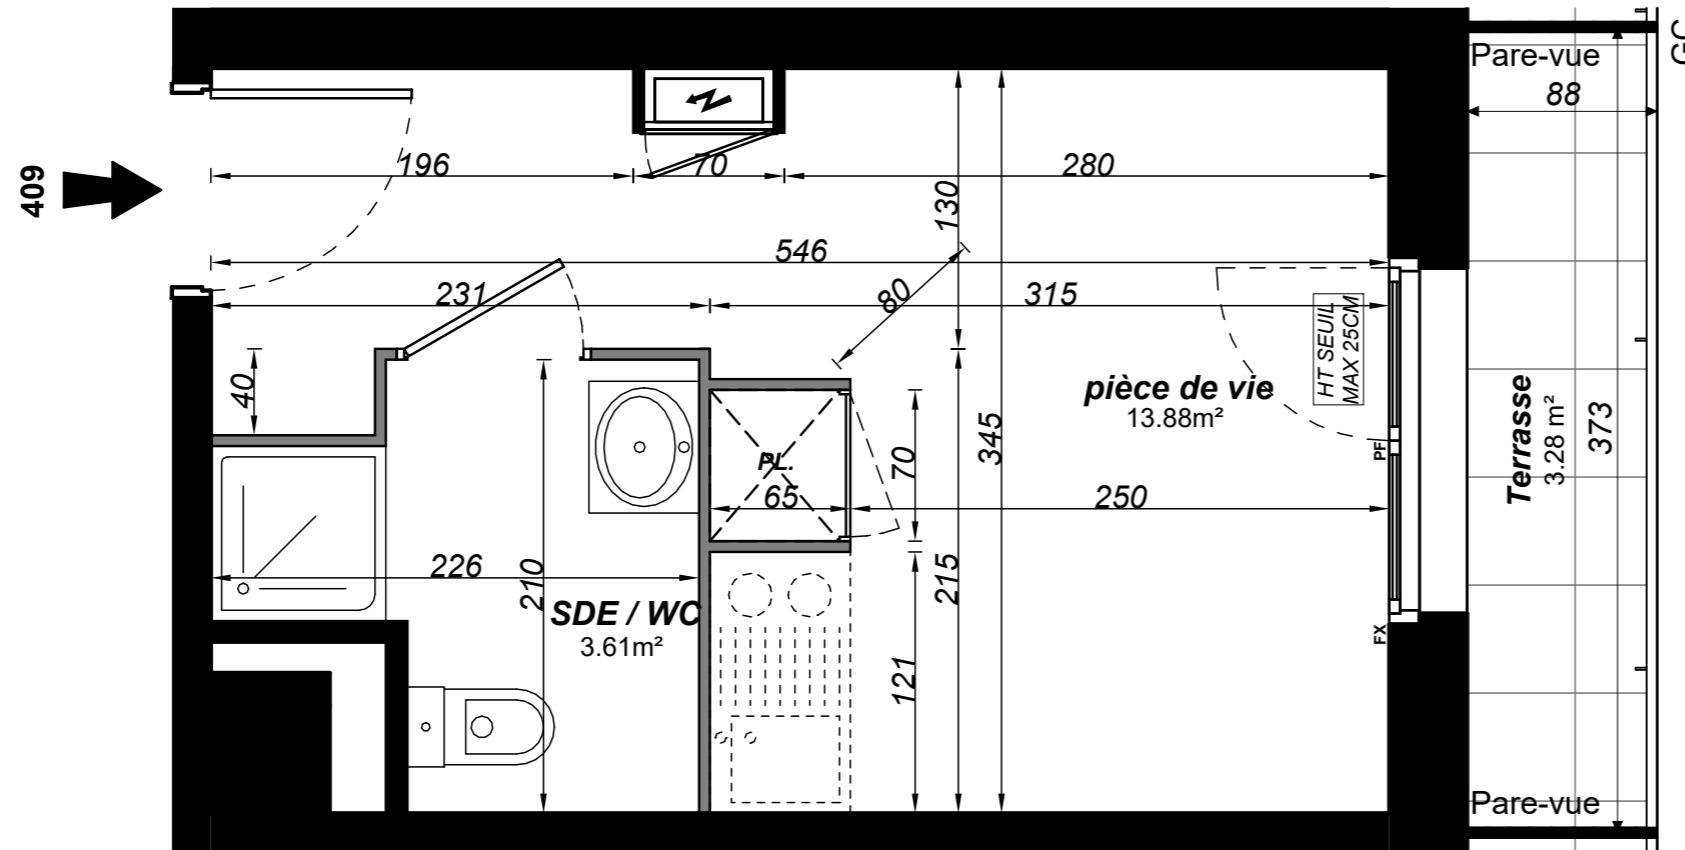 Pare-vue
GC
88
409
196
70
280
130
546
80
231
315
HT SEUIL
MAX 25CM
40
pièce de vie
13.88m²
345
PL.
65
70
250
PF
Terrasse
3.28 m²
373
226
210
SDE / WC
3.61m²
215
121
FX
Pare-vue